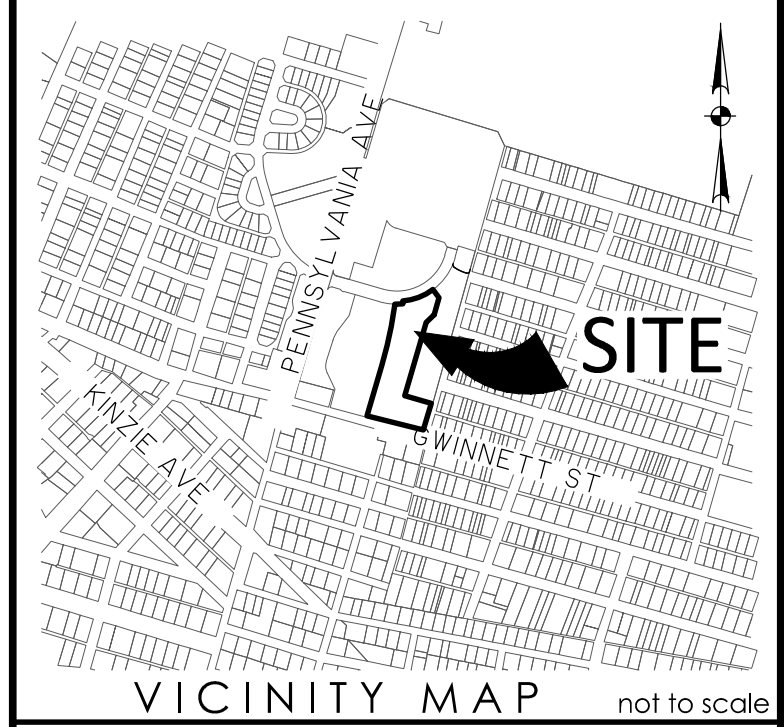 PENNSYLVANIA AVE
SITE
KINZIE AVE
GWINNETT ST
VICINITY MAP
not to scale